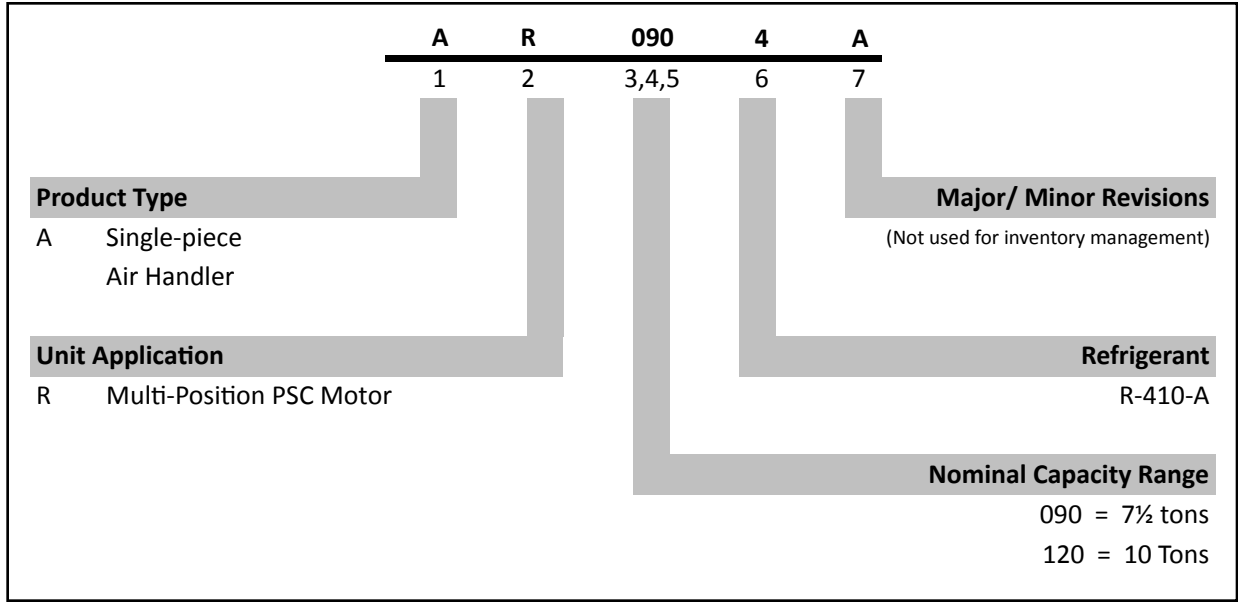 A R 090 4 A
1 2 3,4,5 6 7
Product Type
A Single-piece
Air Handler
Major/ Minor Revisions
(Not used for inventory management)
Unit Application
R Multi-Position PSC Motor
Refrigerant
R-410-A
Nominal Capacity Range
090 = 7½ tons
120 = 10 Tons